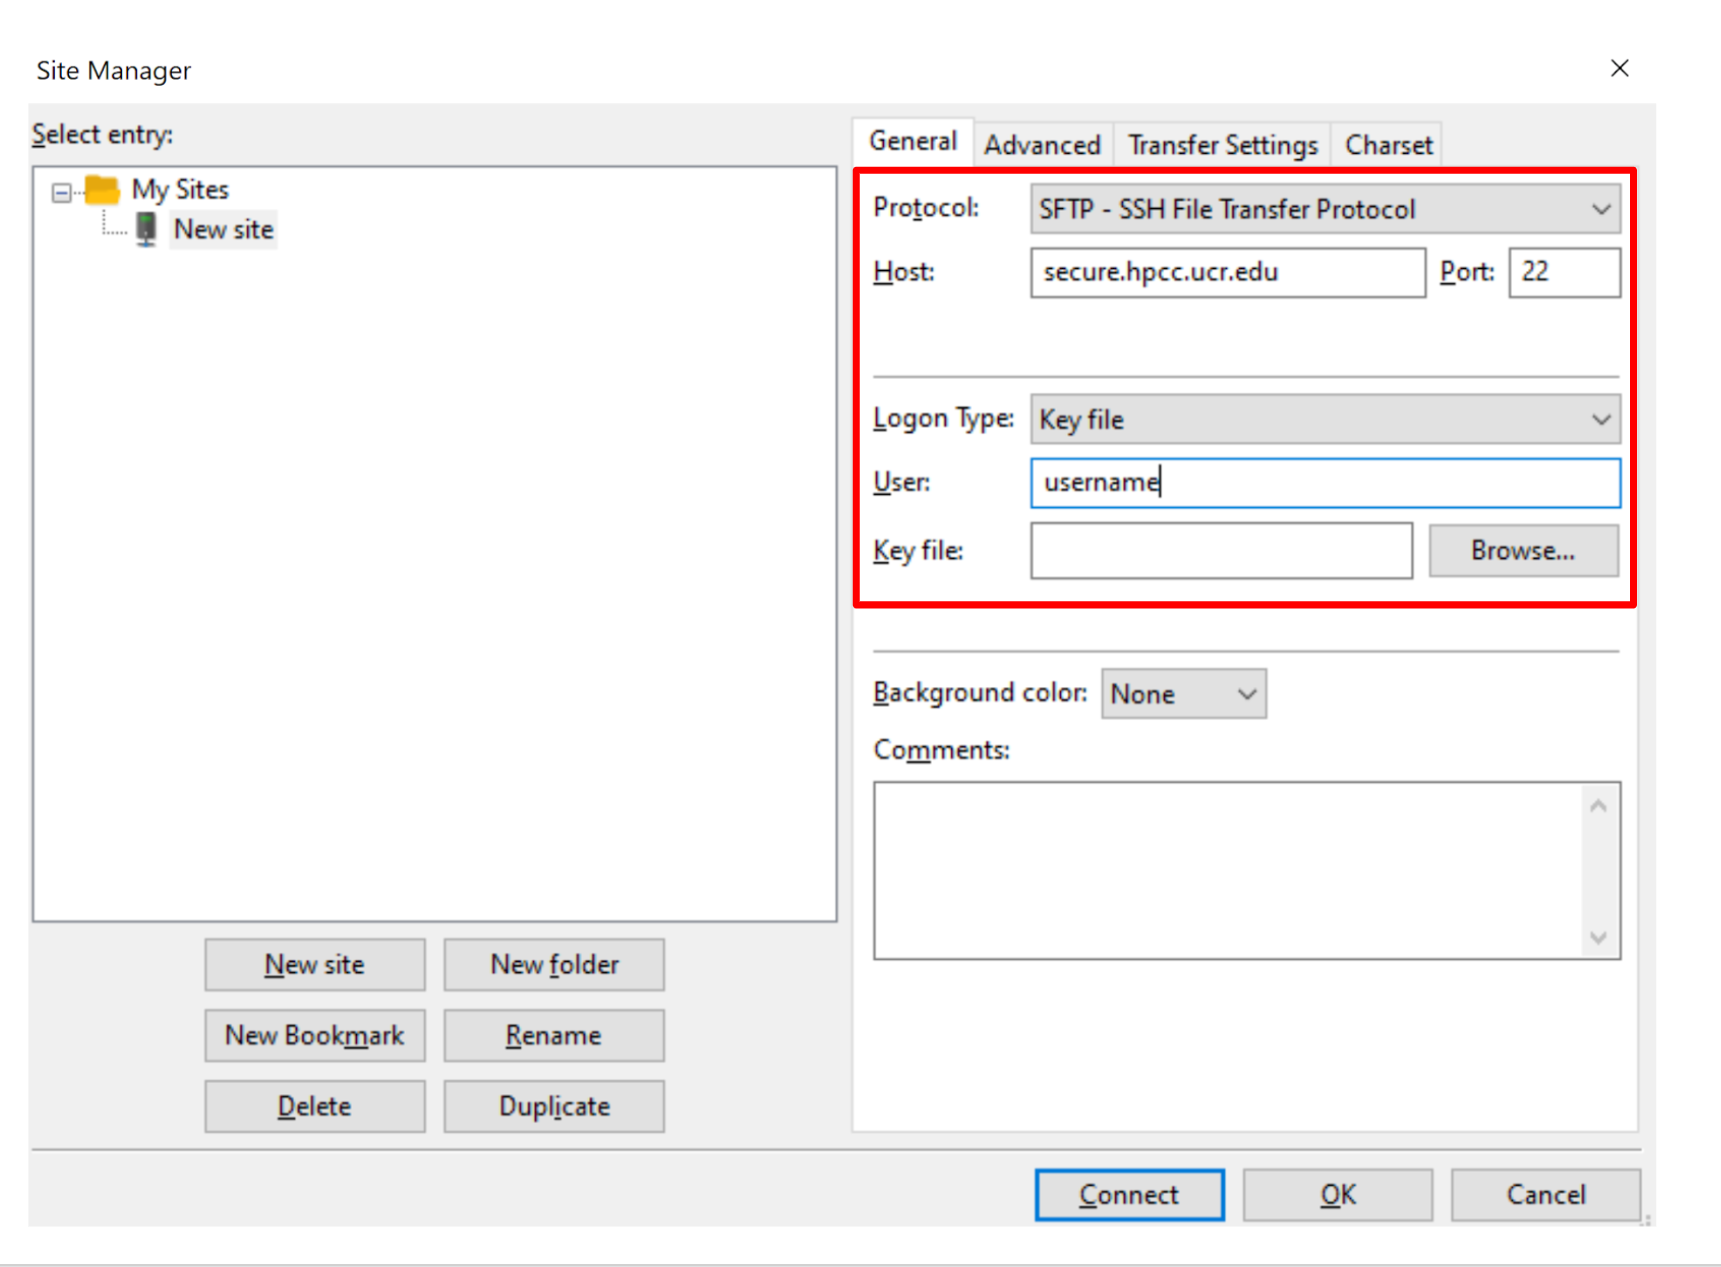 Site Manager
Select entry:
My Sites
New site
New site
New folder
New Bookmark
Rename
Delete
Duplicate
General
Advanced
Transfer Settings
Charset
Protocol:
SFTP - SSH File Transfer Protocol
Host:
secure.hpcc.ucr.edu
Port:
22
Logon Type:
Key file
User:
username
Key file:
Browse...
Background color:
None
Comments:
Connect
OK
Cancel